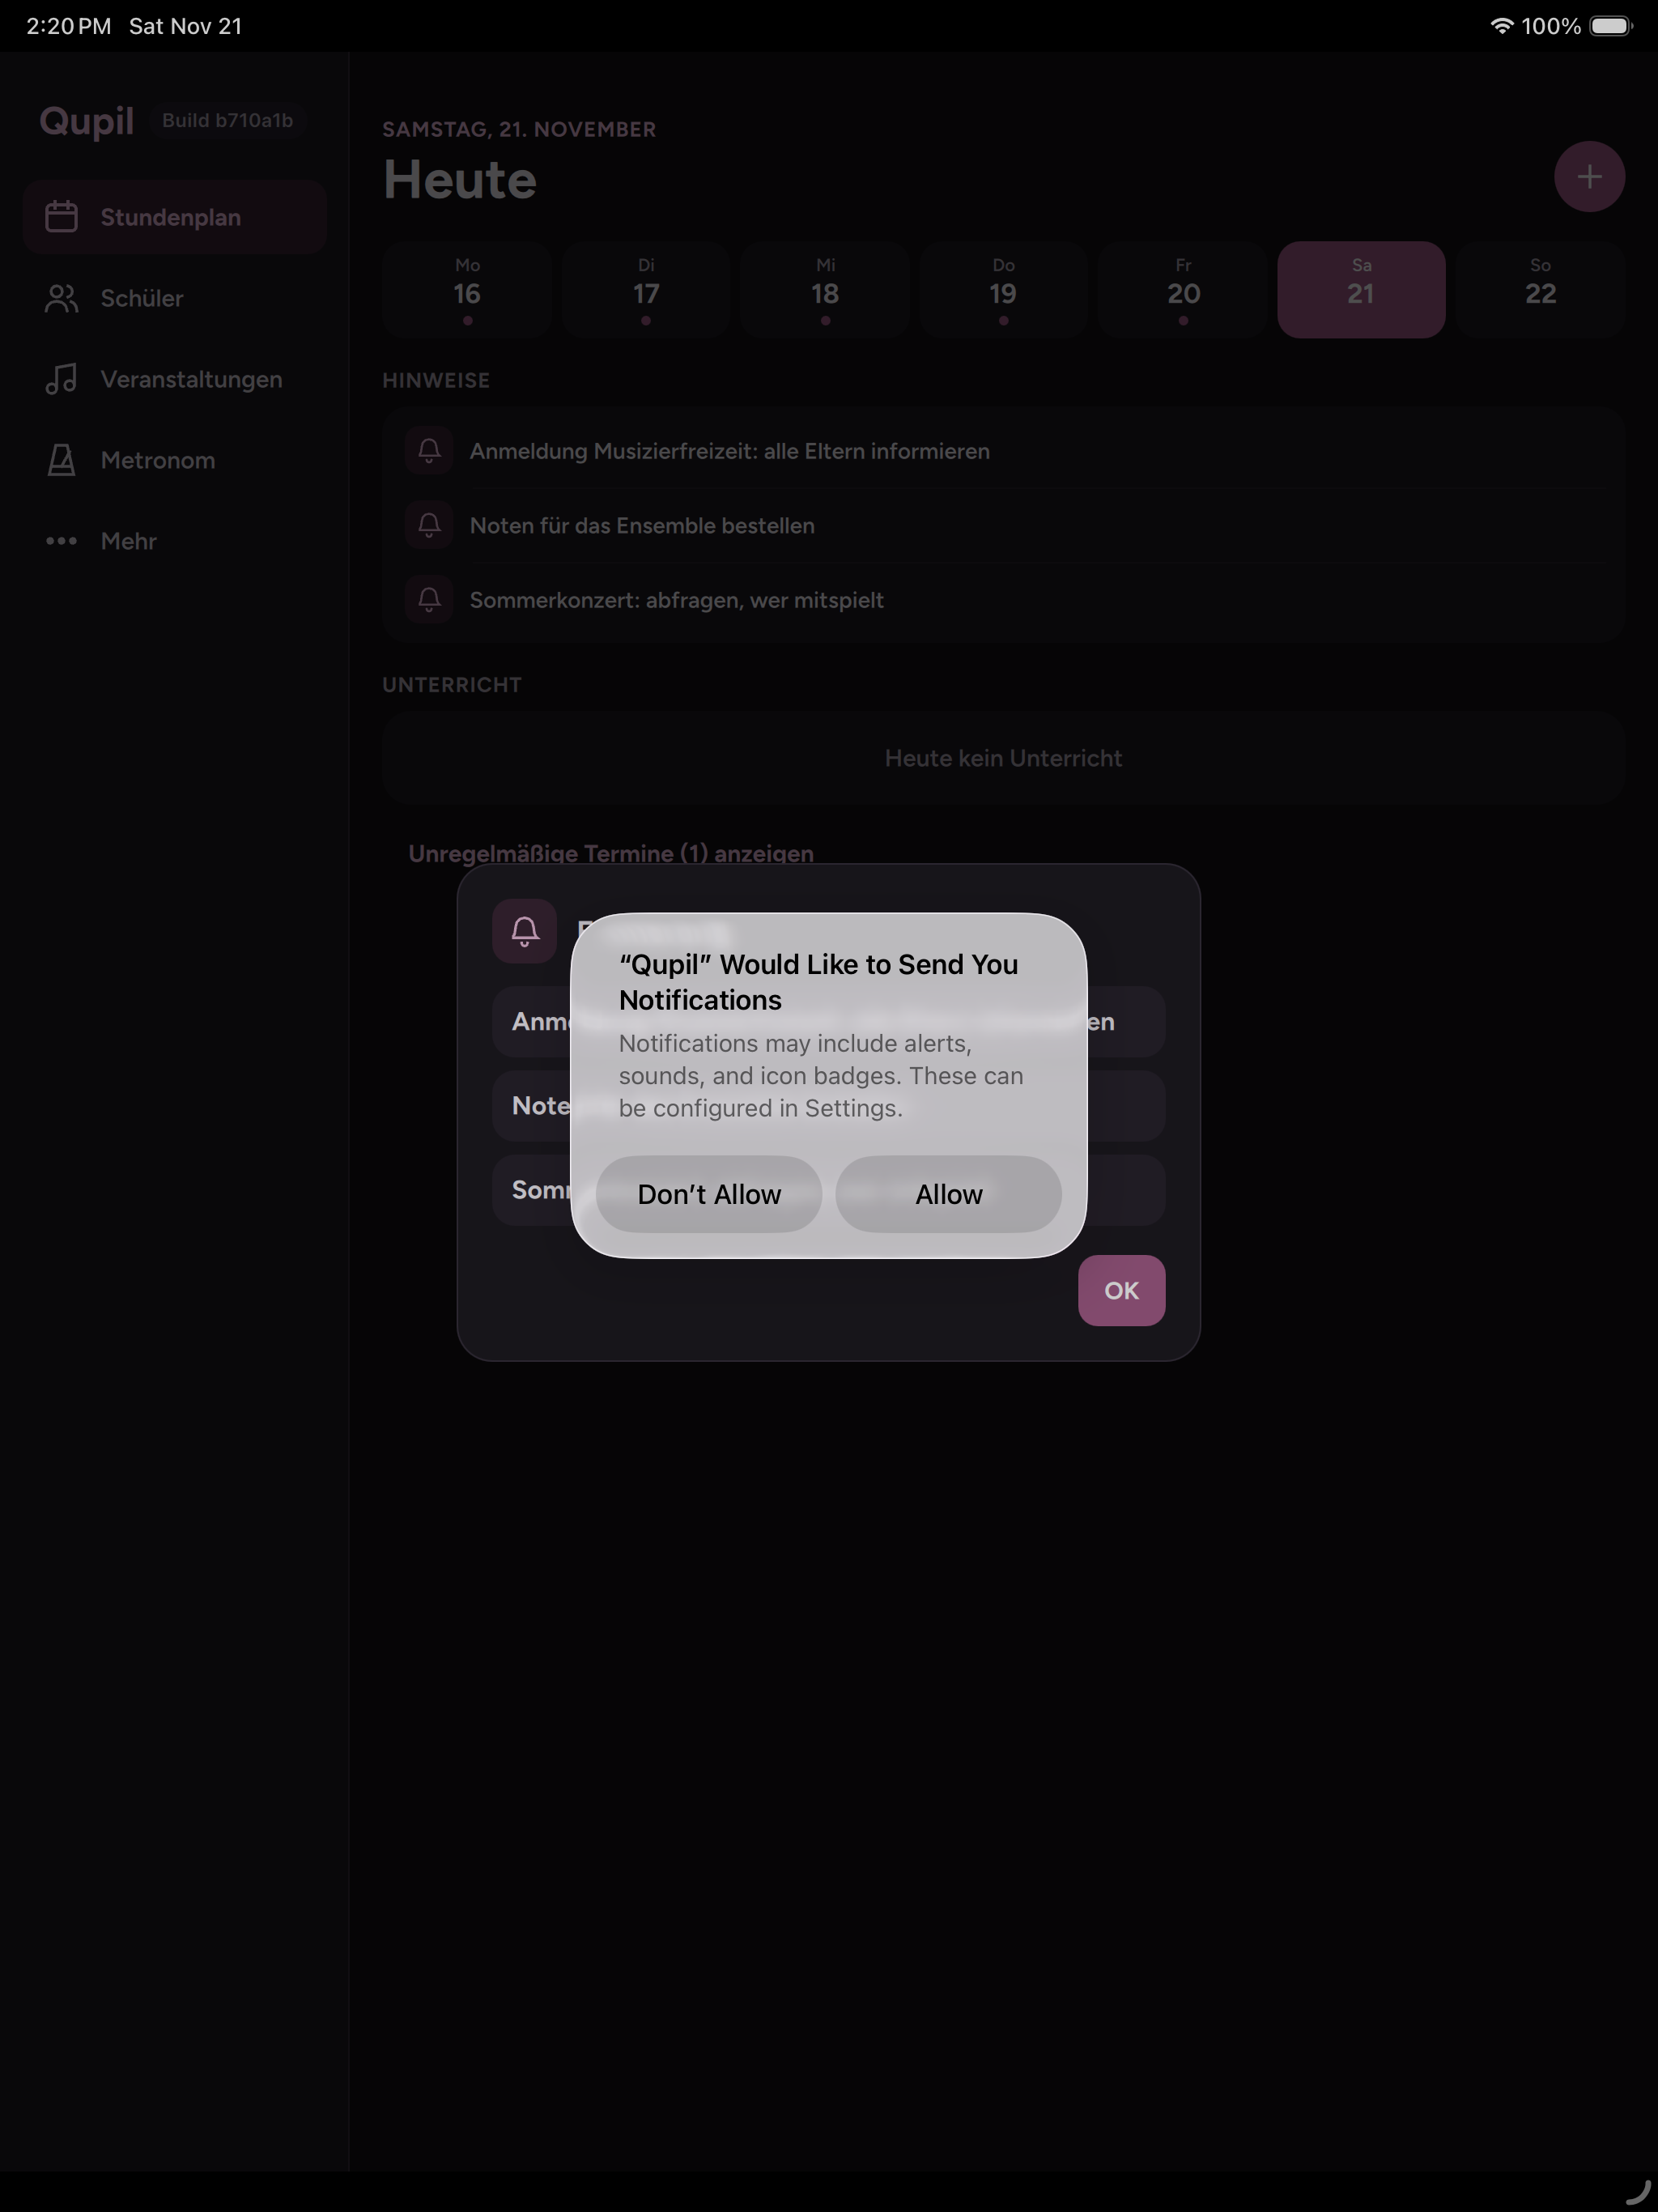 2:20 PM Sat Nov 21
100%
Qupil Build b710a1b
Stundenplan
Schüler
Veranstaltungen
Metronom
Mehr
SAMSTAG, 21. NOVEMBER
Heute
Mo
16
Di
17
Mi
18
Do
19
Fr
20
Sa
21
So
22
HINWEISE
Anmeldung Musizierfreizeit: alle Eltern informieren
Noten für das Ensemble bestellen
Sommerkonzert: abfragen, wer mitspielt
UNTERRICHT
Heute kein Unterricht
Unregelmäßige Termine (1) anzeigen
“Qupil” Would Like to Send You
Notifications
Notifications may include alerts,
sounds, and icon badges. These can
be configured in Settings.
Don’t Allow
Allow
OK